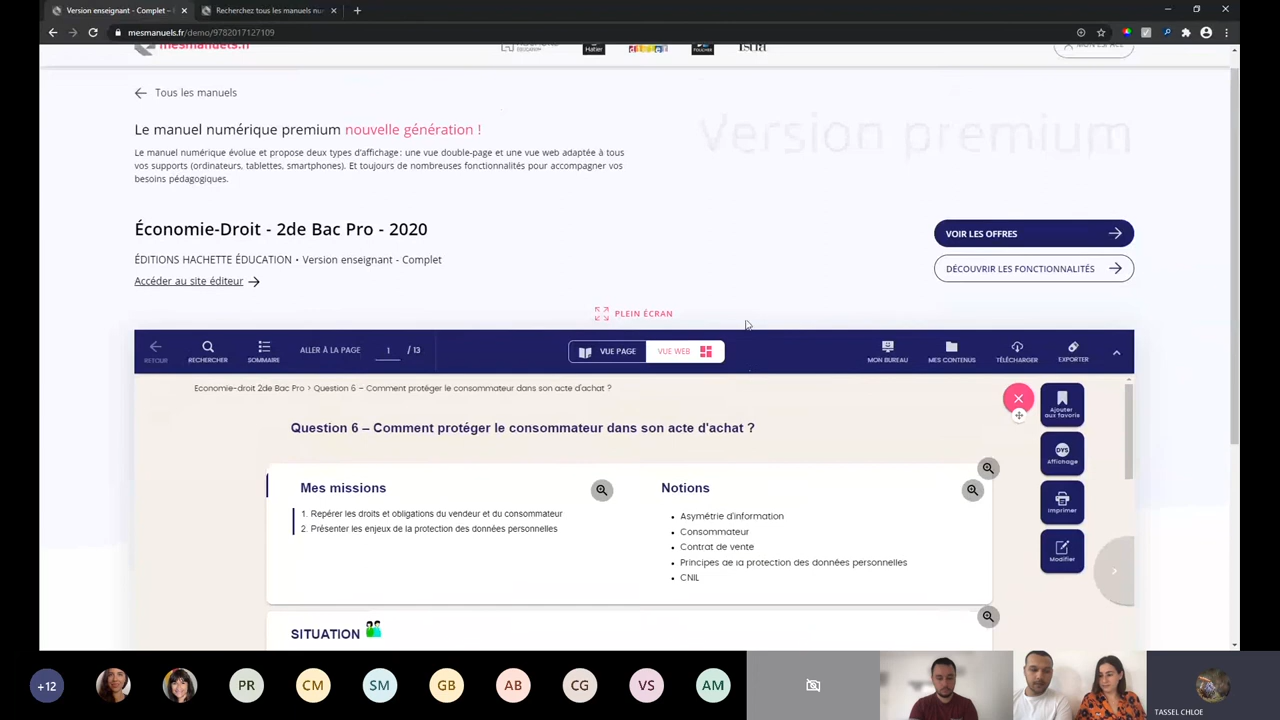 Version enseignant - Complet –
Recherchez tous les manuels nu
mesmanuels.fr/demo/9782017127109
mesmanuels.fr
Hatier
FOUCHER
istra
MON ESPACE
Tous les manuels
Le manuel numérique premium nouvelle génération !
Version premium
Le manuel numérique évolue et propose deux types d'affichage : une vue double-page et une vue web adaptée à tous
vos supports (ordinateurs, tablettes, smartphones). Et toujours de nombreuses fonctionnalités pour accompagner vos
besoins pédagogiques.
Économie-Droit - 2de Bac Pro - 2020
VOIR LES OFFRES
ÉDITIONS HACHETTE ÉDUCATION • Version enseignant - Complet
DÉCOUVRIR LES FONCTIONNALITÉS
Accéder au site éditeur
PLEIN ÉCRAN
RETOUR
RECHERCHER
SOMMAIRE
ALLER À LA PAGE 1 / 13
VUE PAGE
VUE WEB
MON BUREAU
MES CONTENUS
TÉLÉCHARGER
EXPORTER
Economie-droit 2de Bac Pro > Question 6 – Comment protéger le consommateur dans son acte d'achat ?
Ajouter
aux favoris
Question 6 – Comment protéger le consommateur dans son acte d'achat ?
DYS
Affichage
Mes missions
1. Repérer les droits et obligations du vendeur et du consommateur
2. Présenter les enjeux de la protection des données personnelles
Notions
• Asymétrie d'information
• Consommateur
• Contrat de vente
• Principes de la protection des données personnelles
• CNIL
Imprimer
Modifier
SITUATION
+12
PR
CM
SM
GB
AB
CG
VS
AM
TASSEL CHLOE